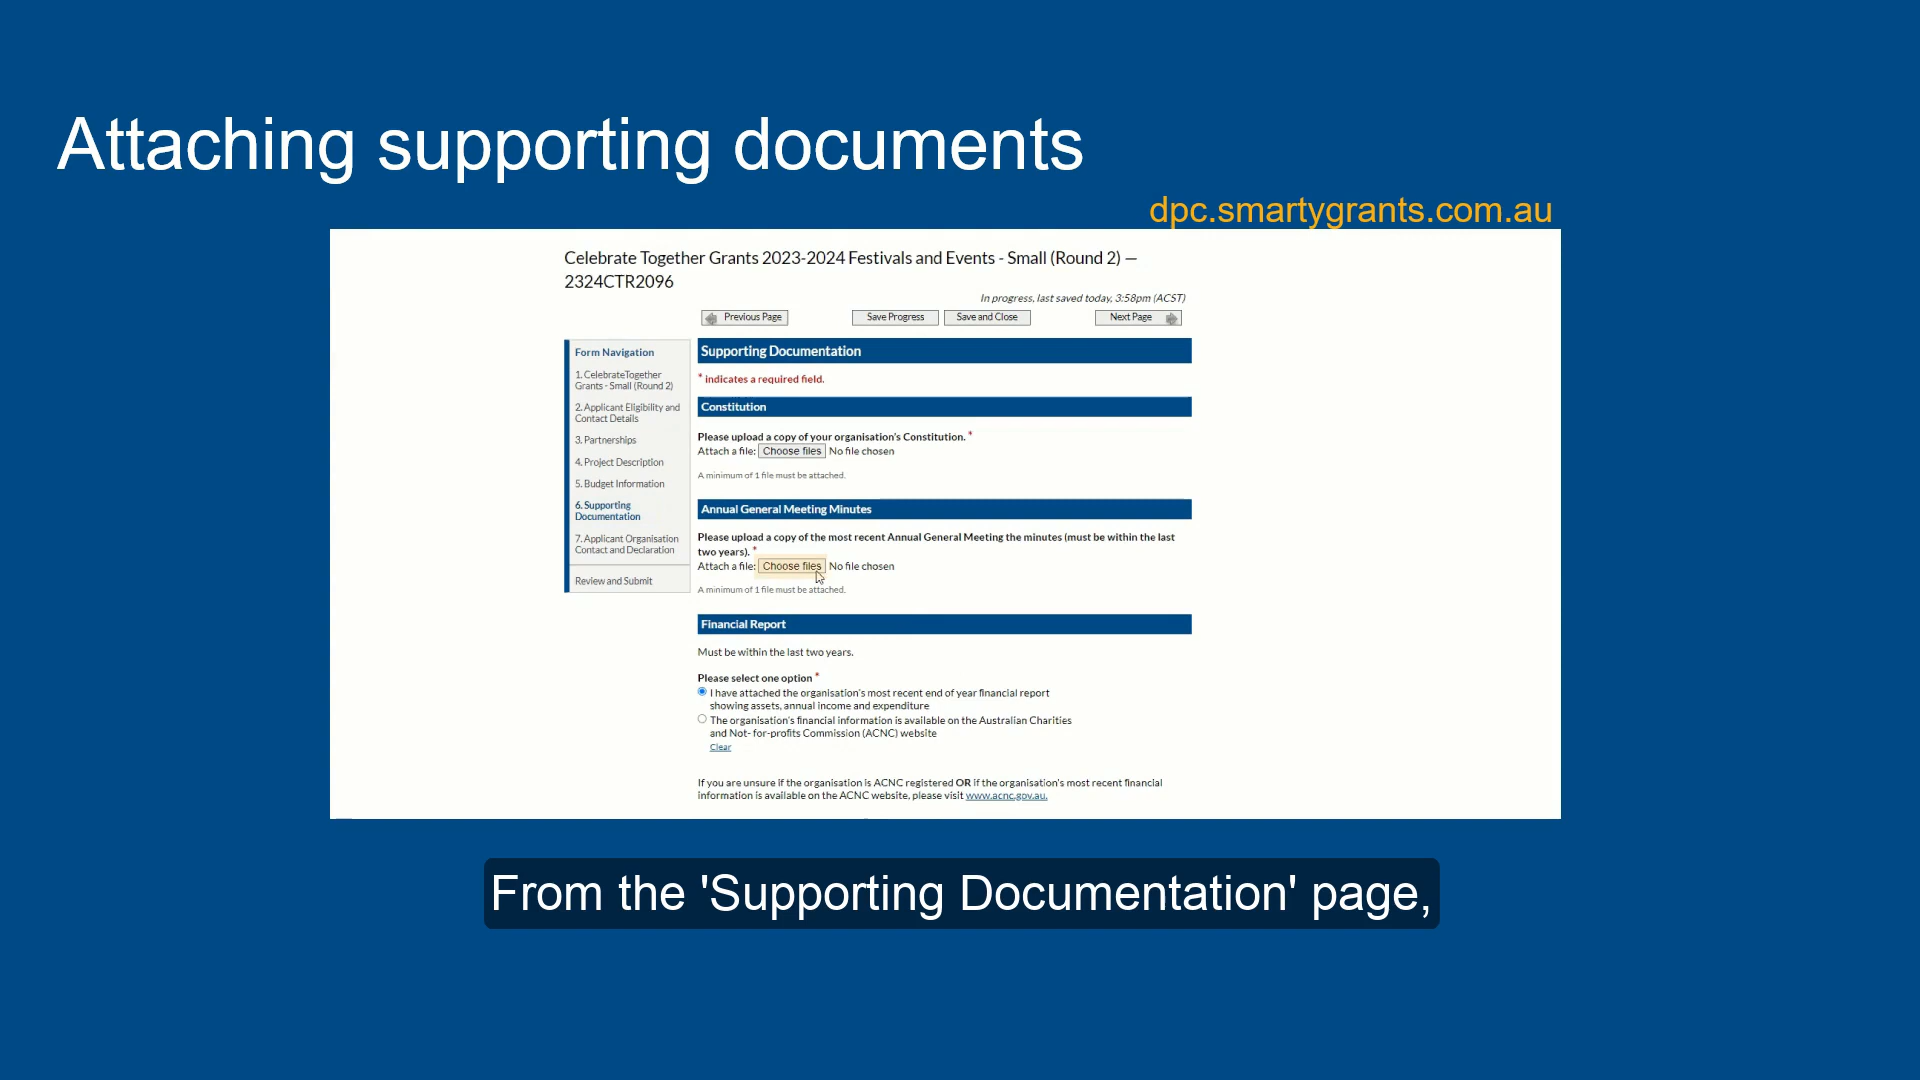 Attaching supporting documents
dpc.smartygrants.com.au
Celebrate Together Grants 2023-2024 Festivals and Events - Small (Round 2) —
2324CTR2096
In progress, last saved today, 3:58pm (ACST)
Previous Page
Save Progress
Save and Close
Next Page
Form Navigation
1. CelebrateTogether
Grants - Small (Round 2)
2. Applicant Eligibility and
Contact Details
3. Partnerships
4. Project Description
5. Budget Information
6. Supporting
Documentation
7. Applicant Organisation
Contact and Declaration
Review and Submit
Supporting Documentation
* indicates a required field.
Constitution
Please upload a copy of your organisation's Constitution. *
Attach a file: Choose files No file chosen
A minimum of 1 file must be attached.
Annual General Meeting Minutes
Please upload a copy of the most recent Annual General Meeting the minutes (must be within the last
two years). *
Attach a file: Choose files No file chosen
A minimum of 1 file must be attached.
Financial Report
Must be within the last two years.
Please select one option *
I have attached the organisation's most recent end of year financial report
showing assets, annual income and expenditure
The organisation's financial information is available on the Australian Charities
and Not- for-profits Commission (ACNC) website
Clear
If you are unsure if the organisation is ACNC registered OR if the organisation's most recent financial
information is available on the ACNC website, please visit www.acnc.gov.au.
From the 'Supporting Documentation' page,